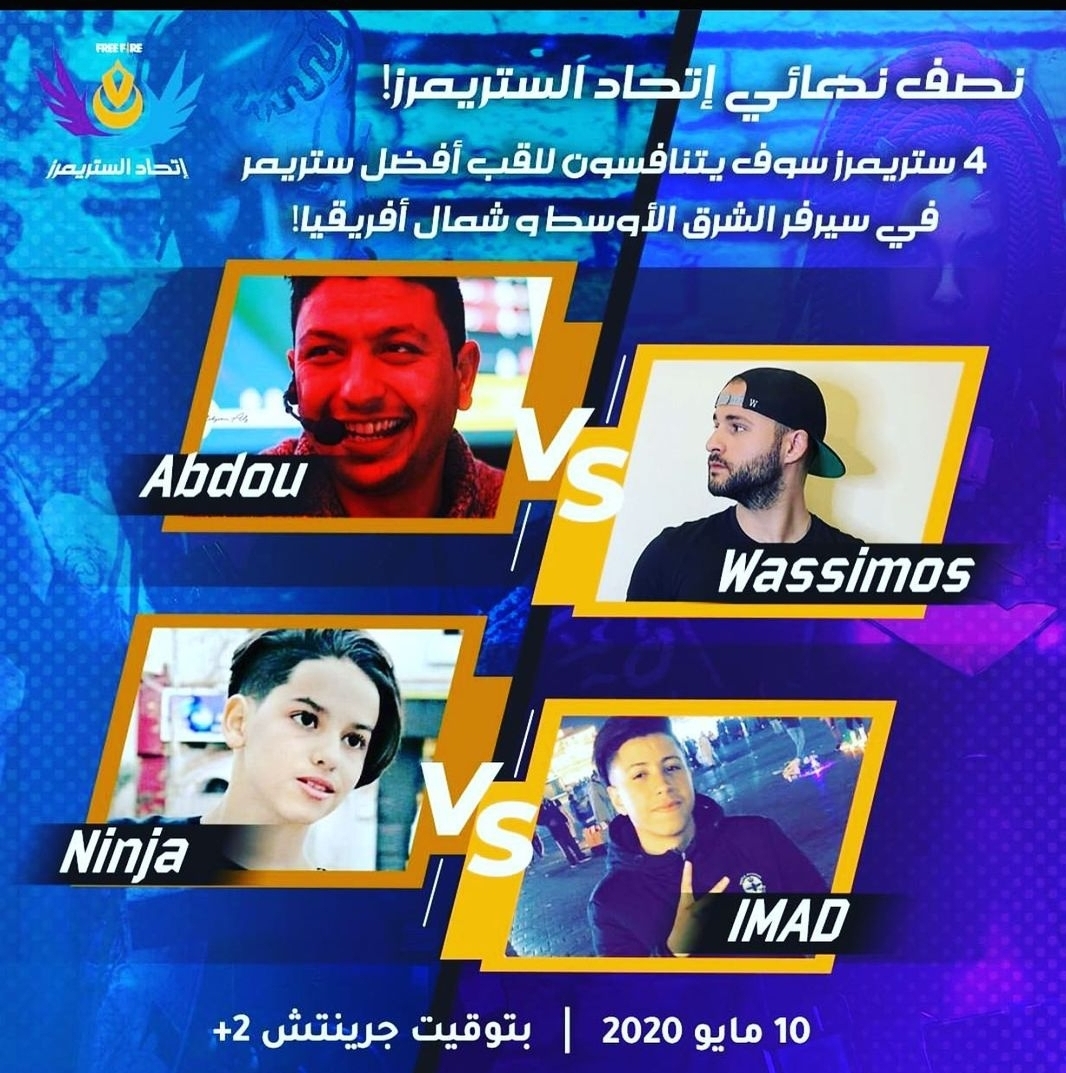 FREE FIRE
إتحاد الستريمرز
نصف نهائي إتحاد الستريمرز!
4 ستريمرز سوف يتنافسون للقب أفضل ستريمر
في سيرفر الشرق الأوسط و شمال أفريقيا!
Abdou
VS
W
Wassimos
Ninja
VS
IMAD
10 مايو 2020 | بتوقيت جرينتش 2+